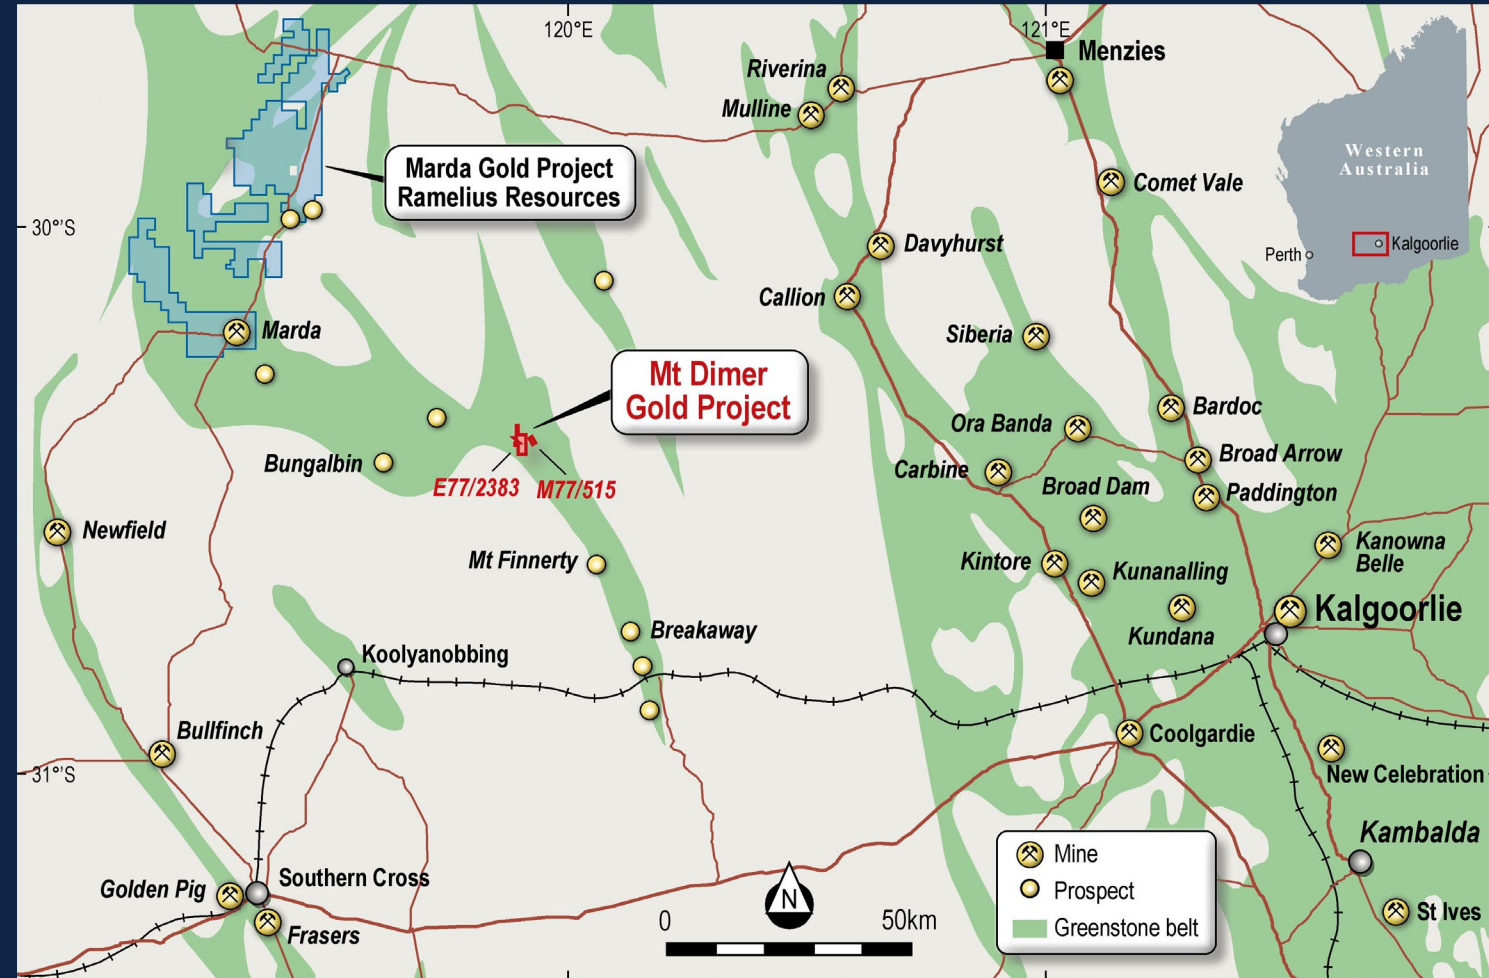 120°E
121°E
Menzies
Riverina
Mulline
Western
Australia
Marda Gold Project
Ramelius Resources
Comet Vale
30°S
Davyhurst
Perth
Kalgoorlie
Callion
Marda
Siberia
Mt Dimer
Gold Project
Bardoc
Ora Banda
Broad Arrow
Bungalbin
Carbine
E77/2383
M77/515
Broad Dam
Paddington
Newfield
Kanowna
Belle
Mt Finnerty
Kintore
Kunanalling
Kalgoorlie
Breakaway
Kundana
Koolyanobbing
Bullfinch
Coolgardie
31°S
New Celebration
Kambalda
Mine
Southern Cross
Golden Pig
Prospect
N
0
50km
St Ives
Greenstone belt
Frasers